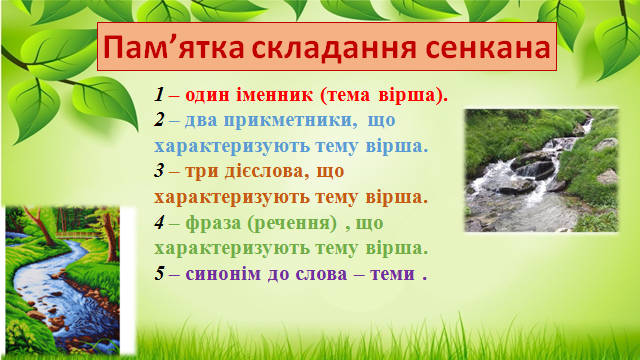 Пам’ятка складання сенкана
1 – один іменник (тема вірша).
2 – два прикметники, що
характеризують тему вірша.
3 – три дієслова, що
характеризують тему вірша.
4 – фраза (речення) , що
характеризують тему вірша.
5 – синонім до слова – теми .